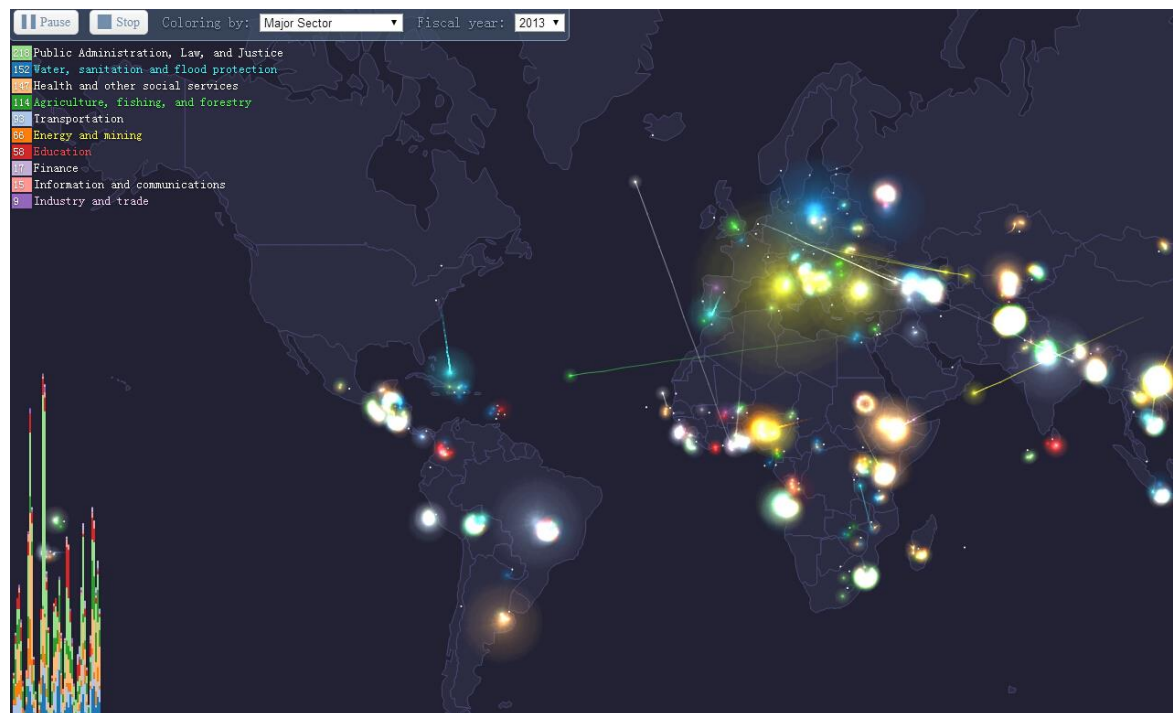 Pause Stop Coloring by: Major Sector Fiscal year: 2013
218 Public Administration, Law, and Justice
152 Water, sanitation and flood protection
147 Health and other social services
114 Agriculture, fishing, and forestry
93 Transportation
66 Energy and mining
58 Education
17 Finance
15 Information and communications
9 Industry and trade